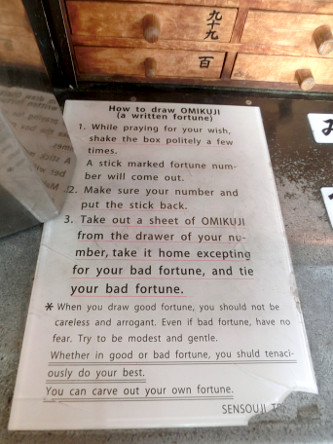 九十九
百
How to draw OMIKUJI
(a written fortune)
1. While praying for your wish,
shake the box politely a few
times.
A stick marked fortune num-
ber will come out.
2. Make sure your number and
put the stick back.
3. Take out a sheet of OMIKUJI
from the drawer of your nu-
mber, take it home excepting
for your bad fortune, and tie
your bad fortune.
* When you draw good fortune, you should not be
careless and arrogant. Even if bad fortune, have no
fear. Try to be modest and gentle.
Whether in good or bad fortune, you shuld tenaci-
ously do your best.
You can carve out your own fortune.
SENSOUJI